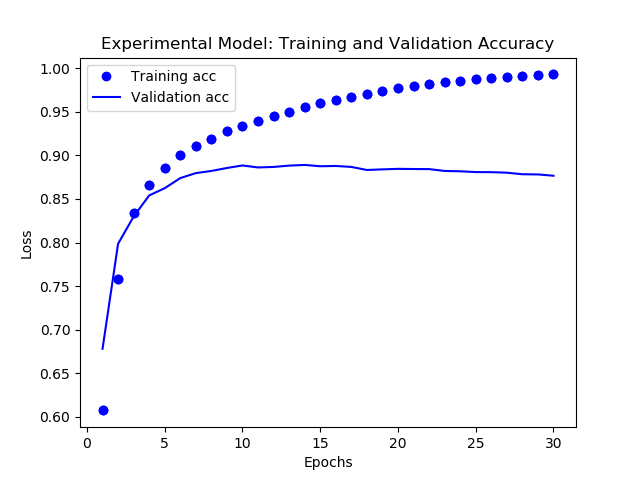 Experimental Model: Training and Validation Accuracy
Training acc
Validation acc
1.00
0.95
0.90
0.85
0.80
0.75
0.70
0.65
0.60
Loss
0 5 10 15 20 25 30
Epochs